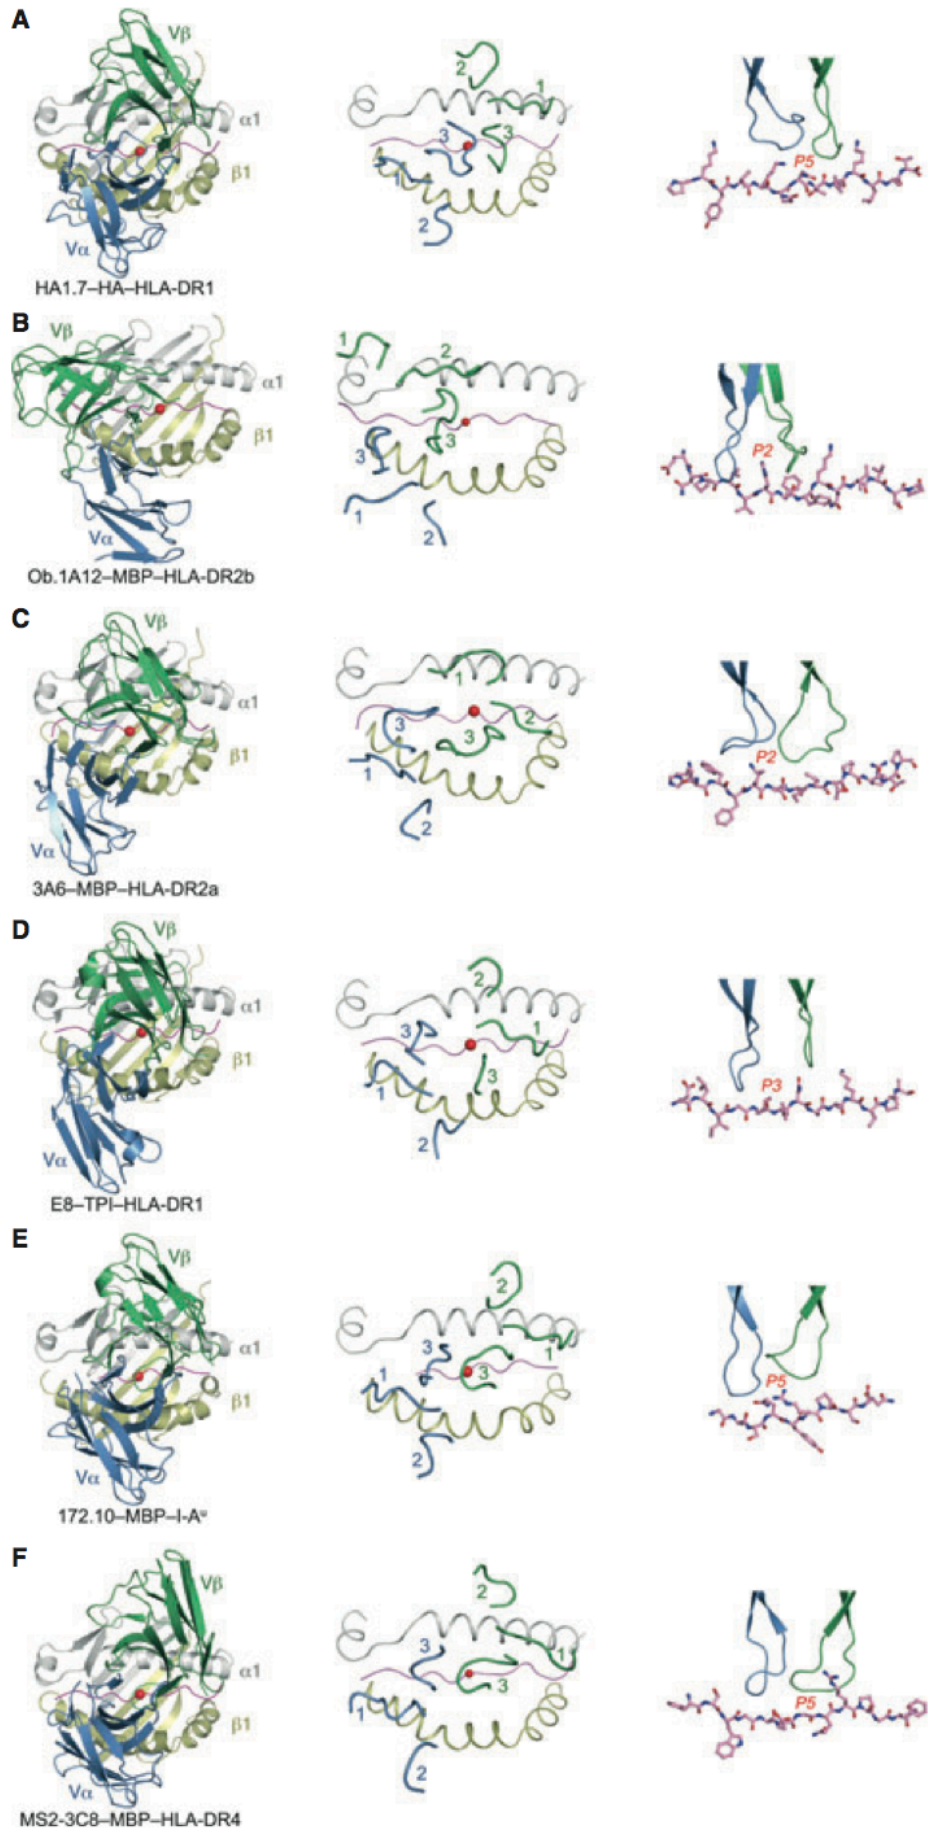 A
Vβ
α1
β1
Vα
HA1.7–HA–HLA-DR1
2
1
3
3
1
2
P5
B
Vβ
α1
β1
Vα
Ob.1A12–MBP–HLA-DR2b
1
2
3
3
1
2
P2
C
Vβ
α1
β1
Vα
3A6–MBP–HLA-DR2a
1
3
2
3
1
2
P2
D
Vβ
α1
β1
Vα
E8–TPI–HLA-DR1
2
3
1
1
3
2
P3
E
Vβ
α1
β1
Vα
172.10–MBP–I-Aᵘ
2
3
1
1
3
2
P5
F
Vβ
α1
β1
Vα
MS2-3C8–MBP–HLA-DR4
2
3
1
3
1
2
P5